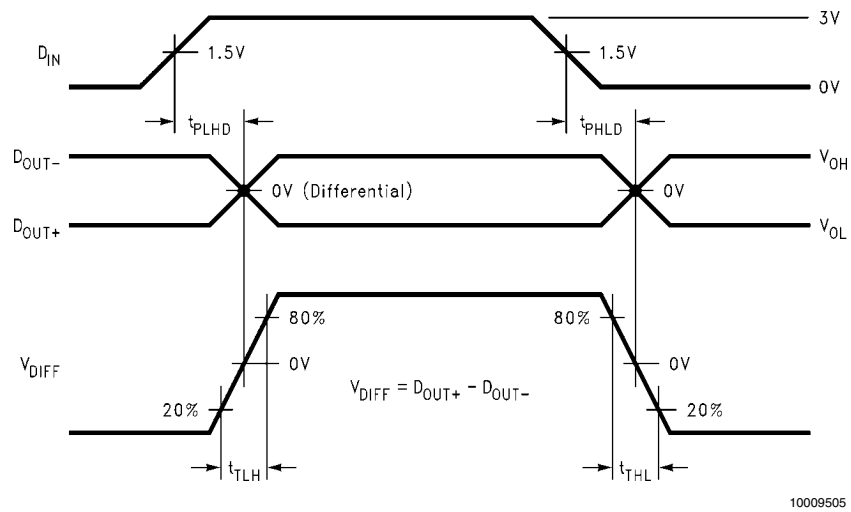 3V
D_IN
1.5V
1.5V
0V
t_PLHD
t_PHLD
D_OUT-
V_OH
0V (Differential)
0V
D_OUT+
V_OL
80%
80%
V_DIFF
0V
0V
V_DIFF = D_OUT+ - D_OUT-
20%
20%
t_TLH
t_THL
10009505